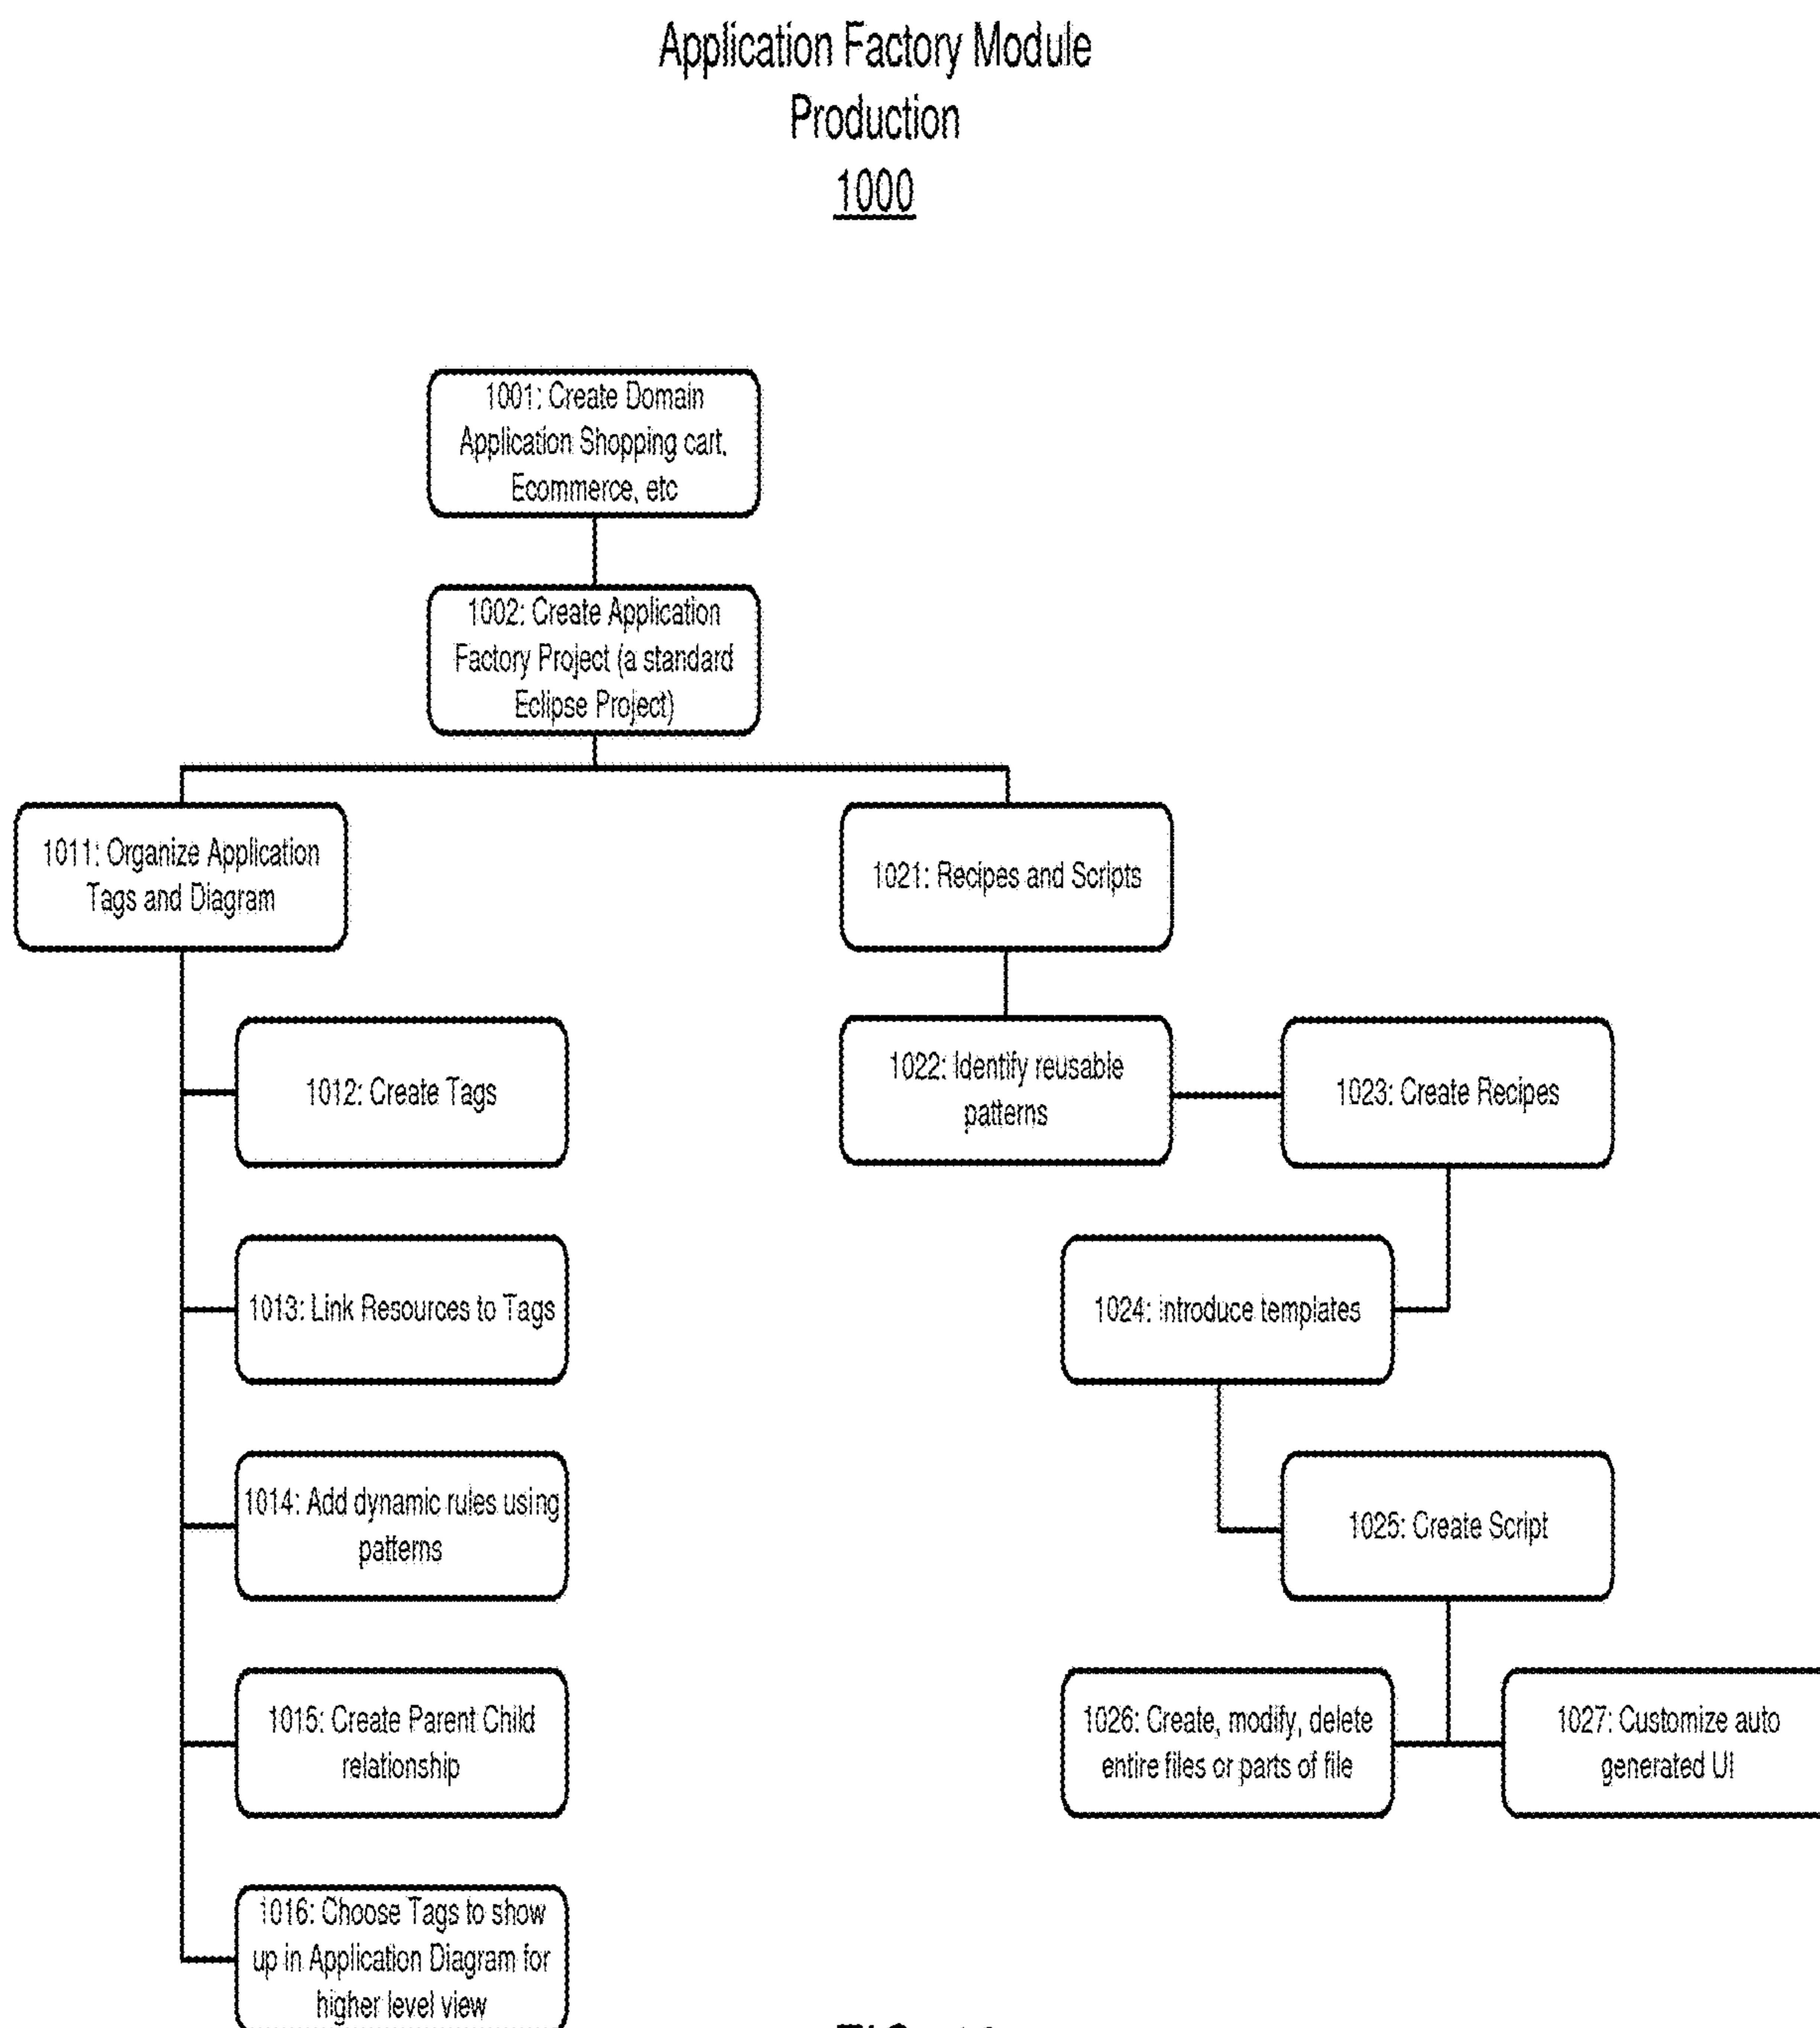 Application Factory Module
Production
1000
1001: Create Domain
Application Shopping cart,
Ecommerce, etc
1002: Create Application
Factory Project (a standard
Eclipse Project)
1011: Organize Application
Tags and Diagram
1021: Recipes and Scripts
1012: Create Tags
1022: Identify reusable
patterns
1023: Create Recipes
1013: Link Resources to Tags
1024: introduce templates
1014: Add dynamic rules using
patterns
1025: Create Script
1015: Create Parent Child
relationship
1026: Create, modify, delete
entire files or parts of file
1027: Customize auto
generated UI
1016: Choose Tags to show
up in Application Diagram for
higher level view